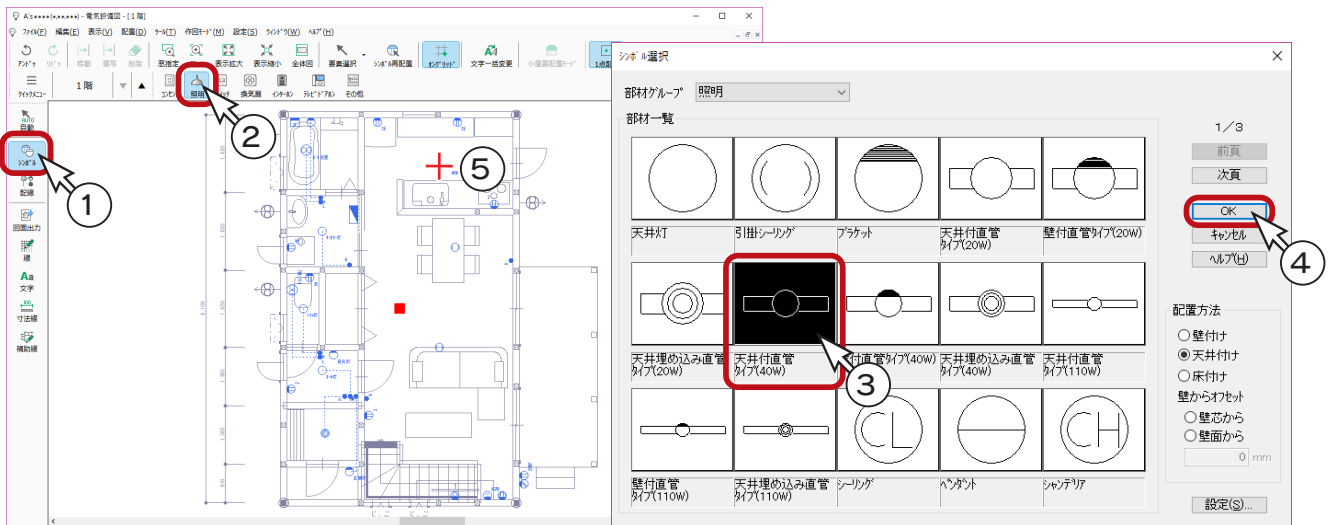 A's****(*,**,***) - 電気設備図 - [1 階]
ファイル(F) 編集(E) 表示(V) 配置(D) ツール(T) 作図モード(M) 設定(S) ウインドウ(W) ヘルプ(H)
アンドゥ リドゥ 移動 複写 削除 窓指定 表示拡大 表示縮小 全体図 要素選択 シンボル再配置 オングリッド 文字一括変更 小屋裏配置モード
クイックメニュー 1 階 照明 換気扇 インターホン テレビ・ドアホン その他
②
AUTO
自動
シンボル
①
配線
図面出力
線
Aa
文字
100
寸法線
補助線
⑤
シンボル選択
部材グループ 照明
部材一覧
1/3
前頁
次頁
OK
キャンセル
ヘルプ(H)
④
天井灯 引掛シーリング ブラケット 天井付直管タイプ(20W) 壁付直管タイプ(20W)
天井埋め込み直管タイプ(20W) 天井付直管タイプ(40W) 付直管タイプ(40W) 天井埋め込み直管タイプ(40W) 天井付直管タイプ(110W)
③
CL CH
壁付直管タイプ(110W) 天井埋め込み直管タイプ(110W) シーリング ペンダント シャンデリア
配置方法
壁付け
天井付け
床付け
壁からオフセット
壁芯から
壁面から
0 mm
設定(S)...